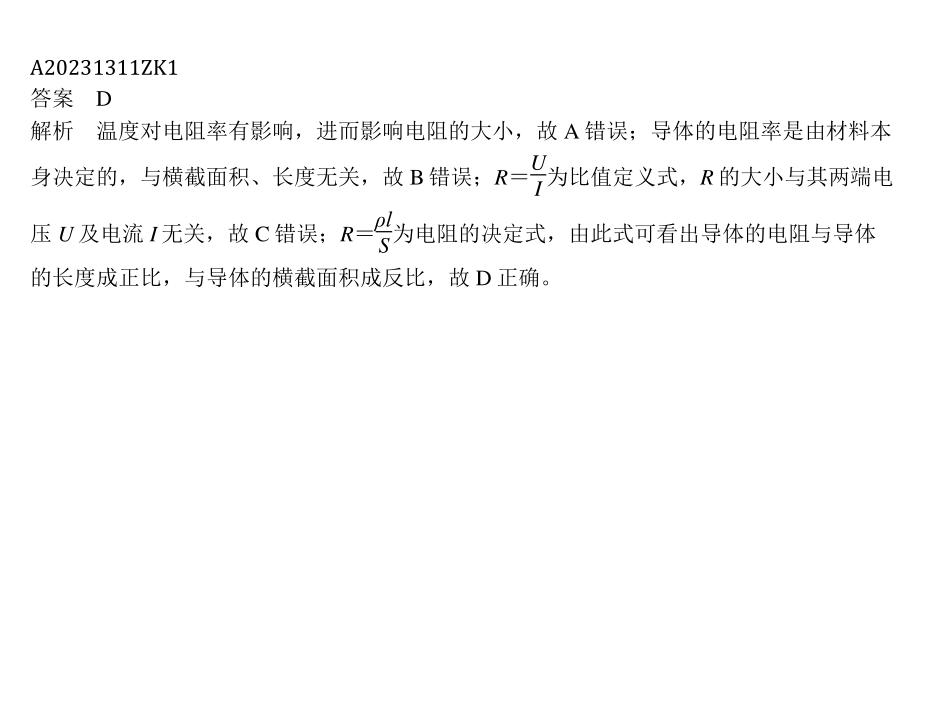 A20231311ZK1
答案　D
解析　温度对电阻率有影响，进而影响电阻的大小，故 A 错误；导体的电阻率是由材料本
身决定的，与横截面积、长度无关，故 B 错误；R=U/I为比值定义式，R 的大小与其两端电
压 U 及电流 I 无关，故 C 错误；R=ρl/S为电阻的决定式，由此式可看出导体的电阻与导体
的长度成正比，与导体的横截面积成反比，故 D 正确。